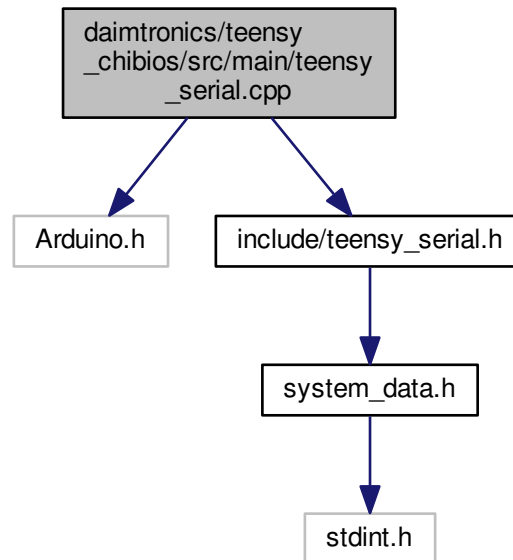 daimtronics/teensy
_chibios/src/main/teensy
_serial.cpp
Arduino.h
include/teensy_serial.h
system_data.h
stdint.h